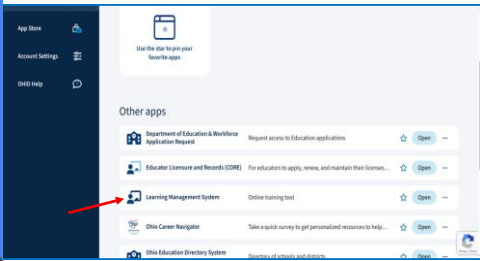 App Store
Account Settings
OHID Help
Use the star to pin your
favorite apps
Other apps
Department of Education & Workforce
Application Request
Request access to Education applications
Open
Educator Licensure and Records (CORE)
For educators to apply, renew, and maintain their licenses...
Open
Learning Management System
Online training tool
Open
Ohio Career Navigator
Take a quick survey to get personalized resources to help...
Open
Ohio Education Directory System
Directory of schools and districts
Open